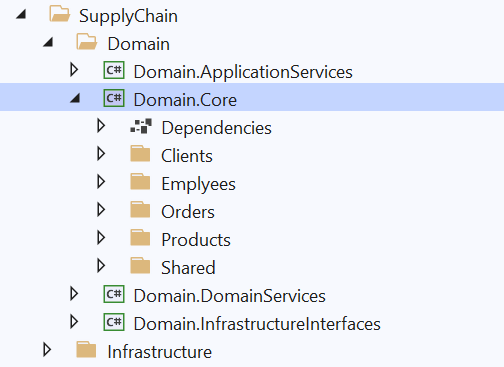 SupplyChain
Domain
C# Domain.ApplicationServices
C# Domain.Core
Dependencies
Clients
Emplyees
Orders
Products
Shared
C# Domain.DomainServices
C# Domain.InfrastructureInterfaces
Infrastructure